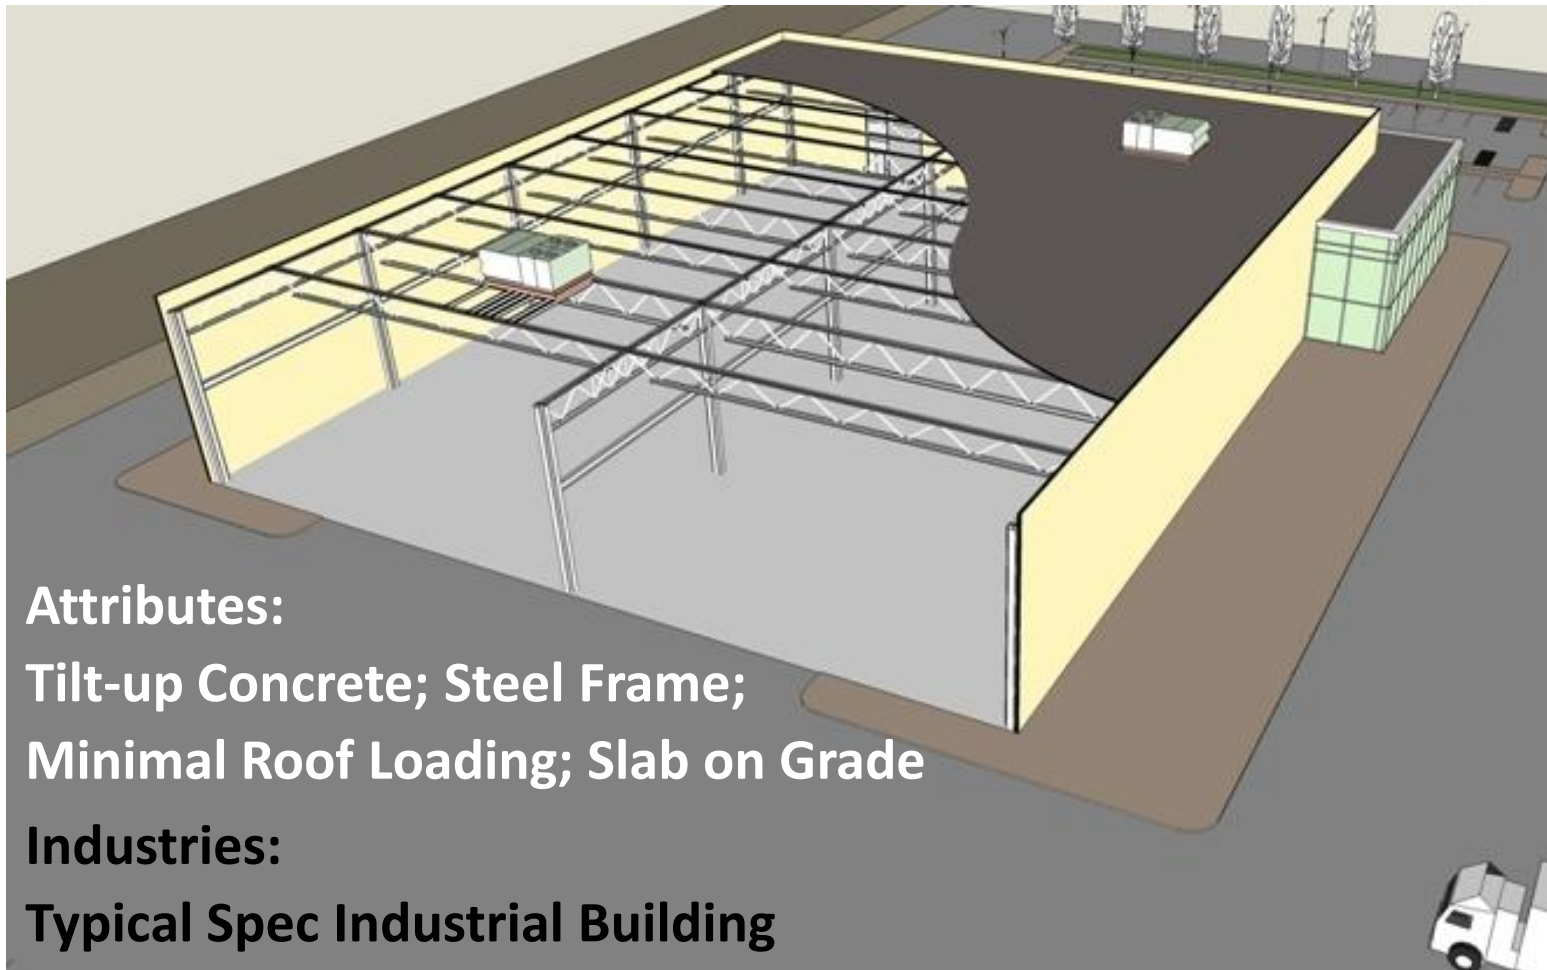 Attributes:
Tilt-up Concrete; Steel Frame;
Minimal Roof Loading; Slab on Grade
Industries:
Typical Spec Industrial Building